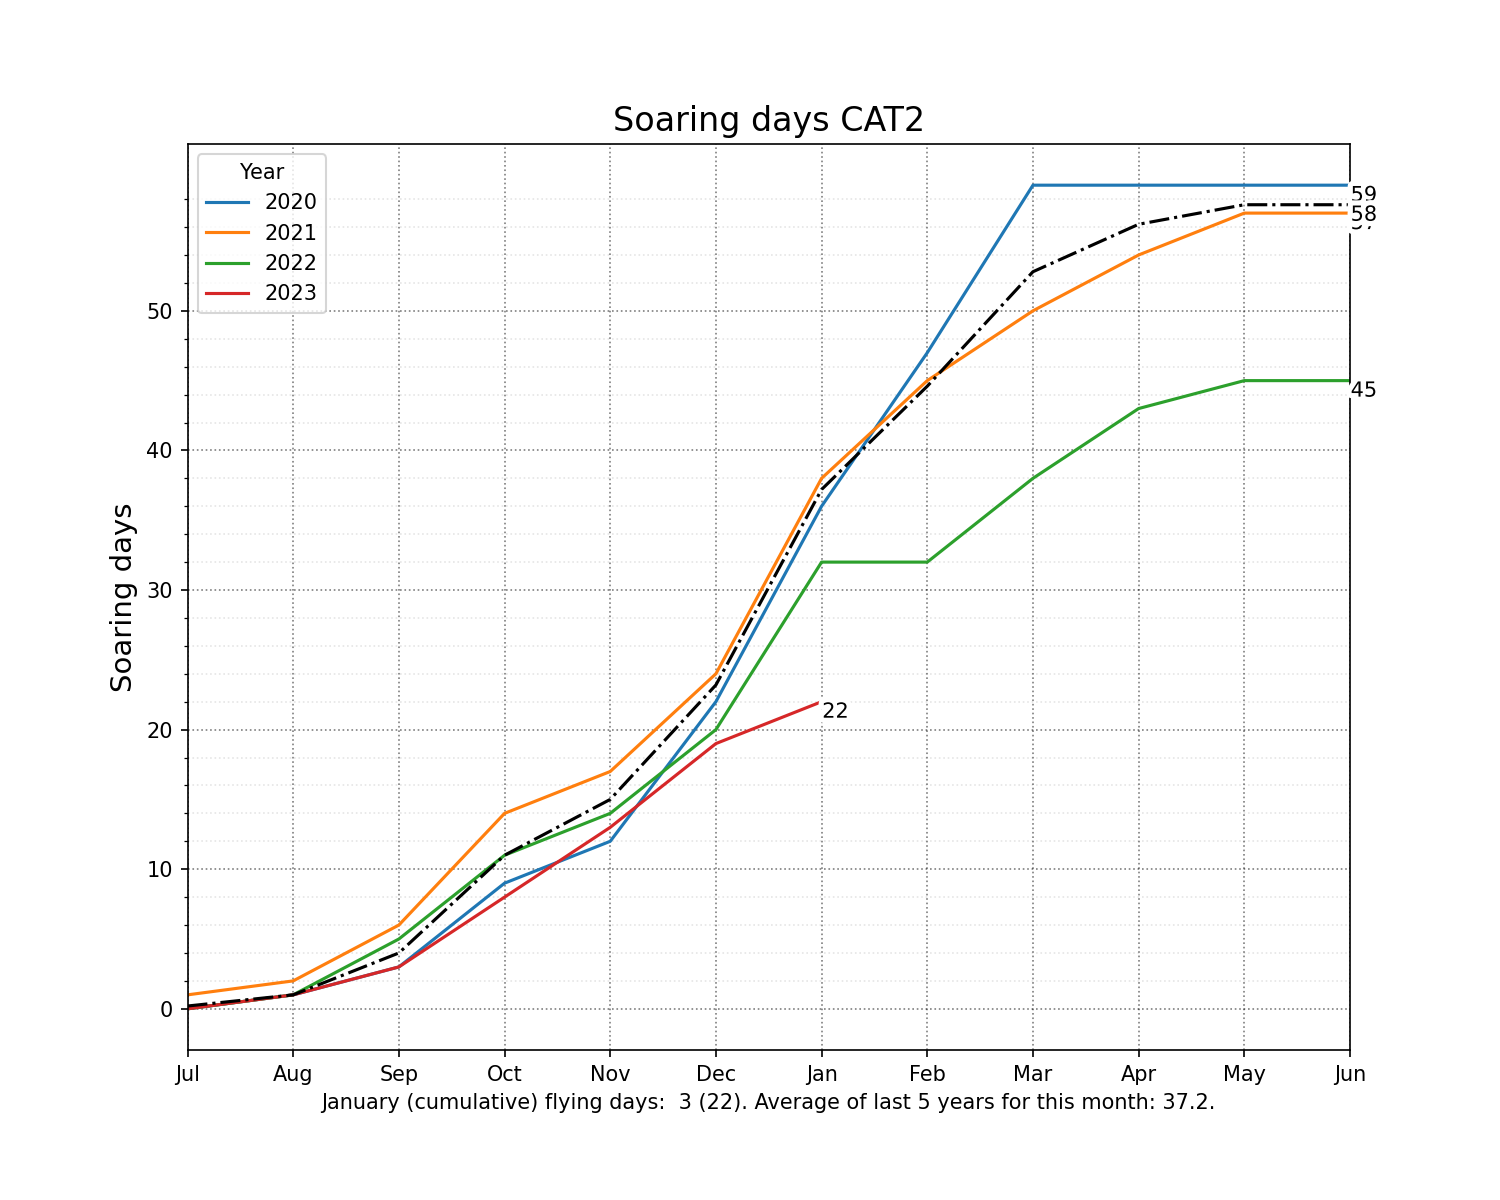 Soaring days CAT2
Year
2020
2021
2022
2023
59
58
45
22
50
40
30
20
10
0
Soaring days
Jul Aug Sep Oct Nov Dec Jan Feb Mar Apr May Jun
January (cumulative) flying days:  3 (22). Average of last 5 years for this month: 37.2.